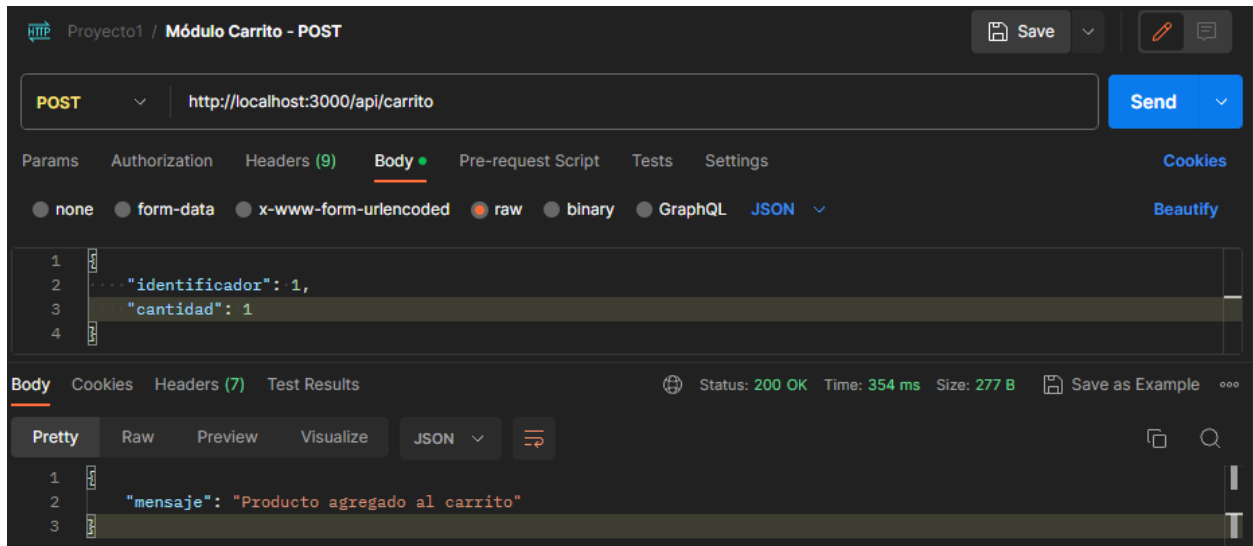 HTTP Proyecto1 / Módulo Carrito - POST Save
POST http://localhost:3000/api/carrito Send
Params Authorization Headers (9) Body Pre-request Script Tests Settings Cookies
none form-data x-www-form-urlencoded raw binary GraphQL JSON Beautify
1 {
2 "identificador": 1,
3 "cantidad": 1
4 }
Body Cookies Headers (7) Test Results Status: 200 OK Time: 354 ms Size: 277 B Save as Example
Pretty Raw Preview Visualize JSON
1 {
2 "mensaje": "Producto agregado al carrito"
3 }